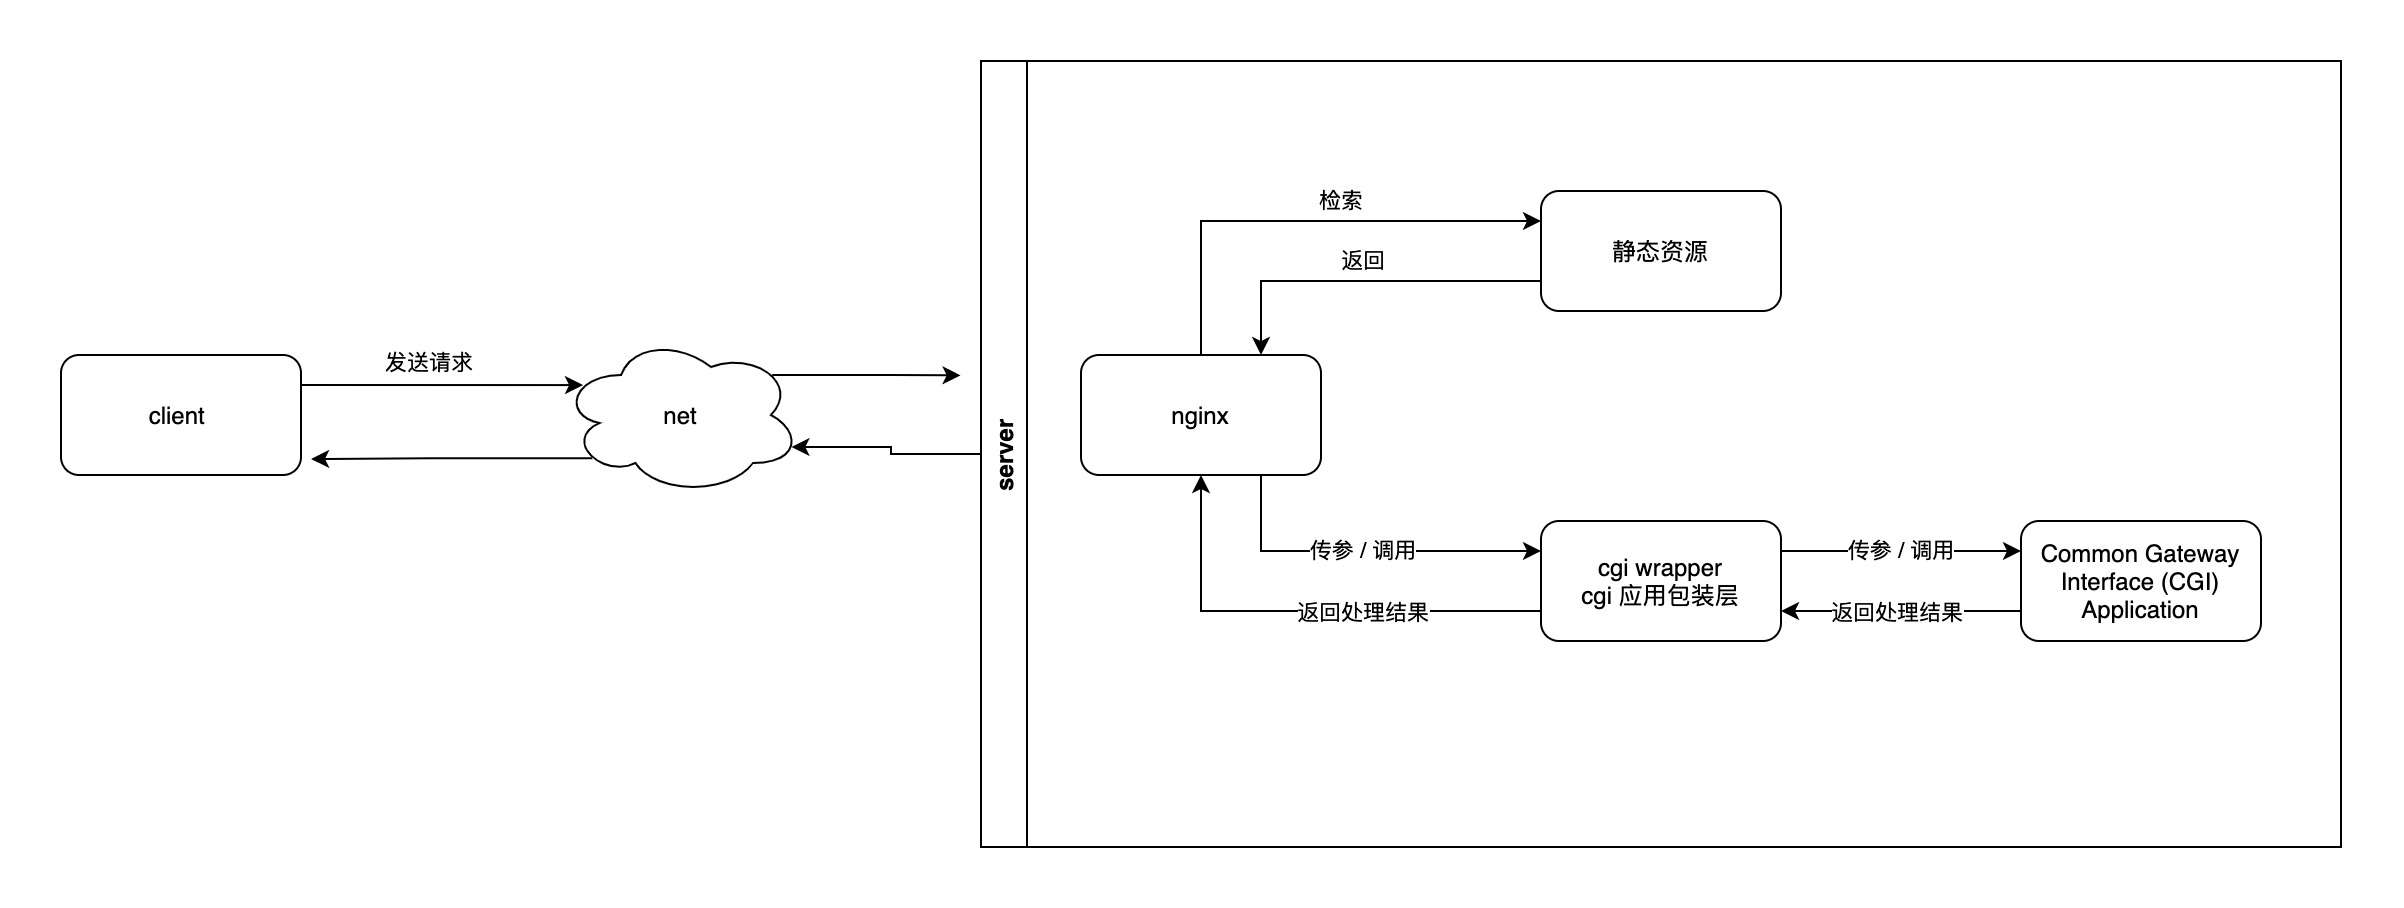 检索
静态资源
返回
发送请求
client
net
server
nginx
传参 / 调用
cgi wrapper
cgi 应用包装层
返回处理结果
传参 / 调用
Common Gateway
Interface (CGI)
Application
返回处理结果